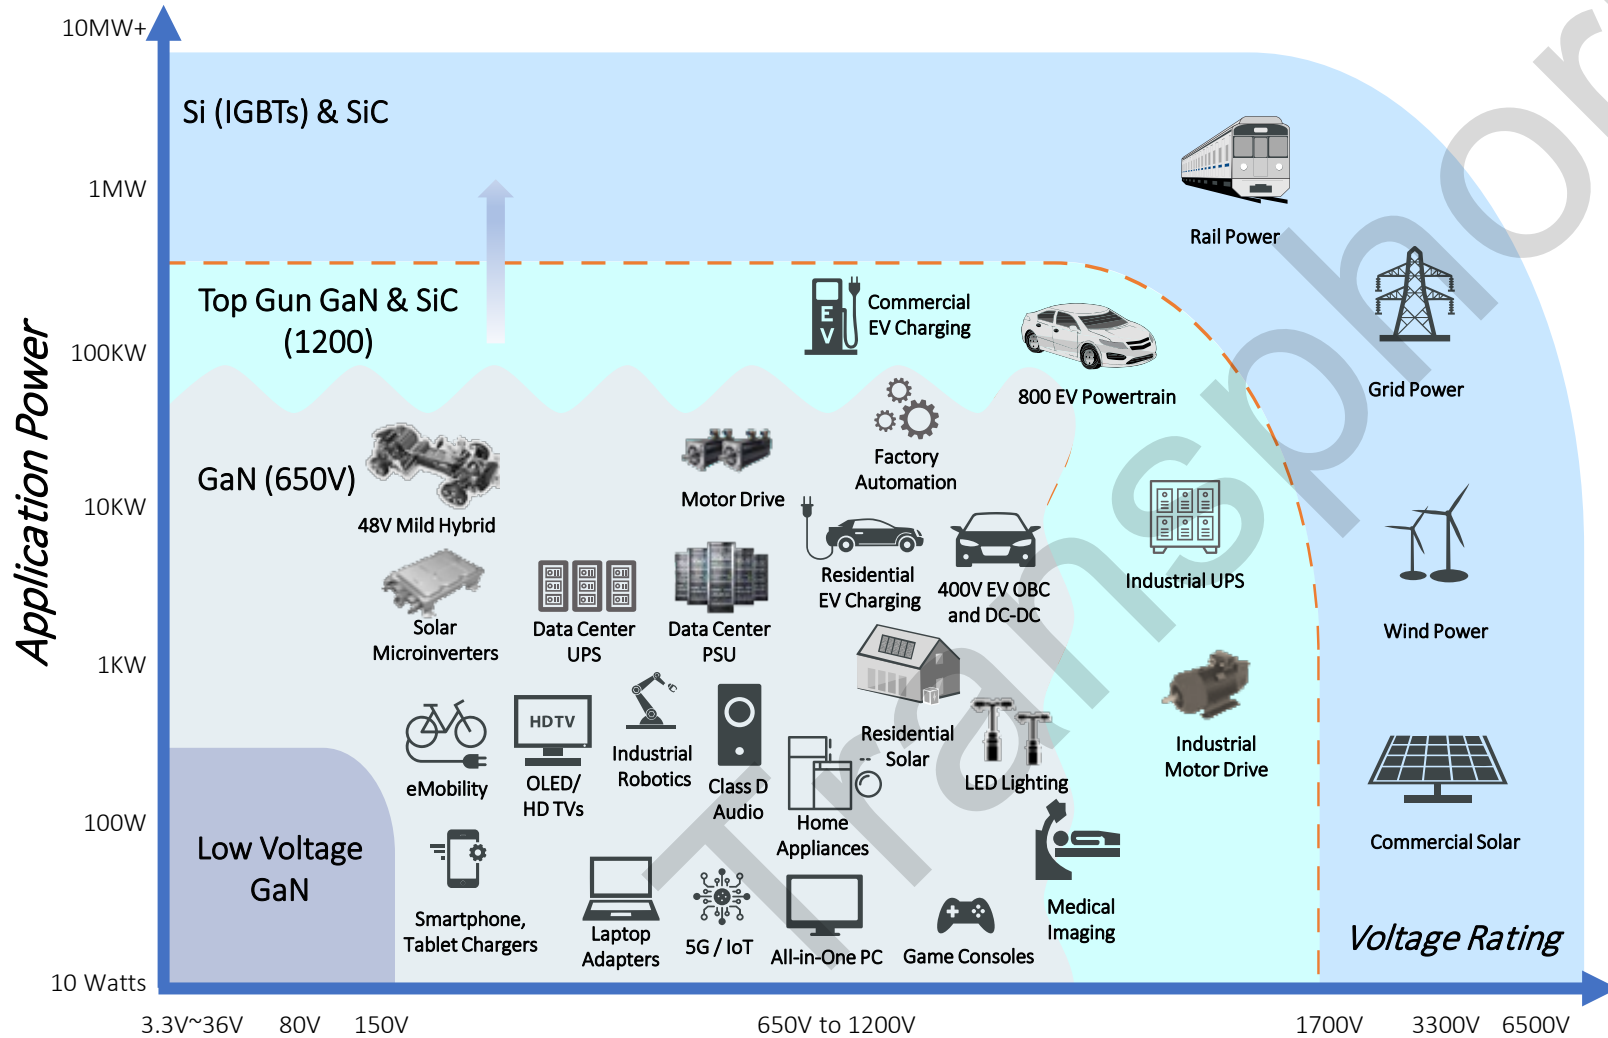 10MW+
Si (IGBTs) & SiC
1MW
Rail Power
Top Gun GaN & SiC
(1200)
Commercial
EV Charging
EV
100KW
800 EV Powertrain
Grid Power
Application Power
GaN (650V)
Factory
Automation
Motor Drive
48V Mild Hybrid
10KW
Residential
EV Charging
400V EV OBC
and DC-DC
Industrial UPS
Solar
Microinverters
Data Center
UPS
Data Center
PSU
Wind Power
1KW
HDTV
Residential
Solar
Industrial
Robotics
Industrial
Motor Drive
eMobility
OLED/
HD TVs
Class D
Audio
LED Lighting
100W
Home
Appliances
Commercial Solar
Low Voltage
GaN
Smartphone,
Tablet Chargers
Laptop
Adapters
5G / IoT
All-in-One PC
Game Consoles
Medical
Imaging
Voltage Rating
10 Watts
3.3V~36V
80V
150V
650V to 1200V
1700V
3300V
6500V
Transphor